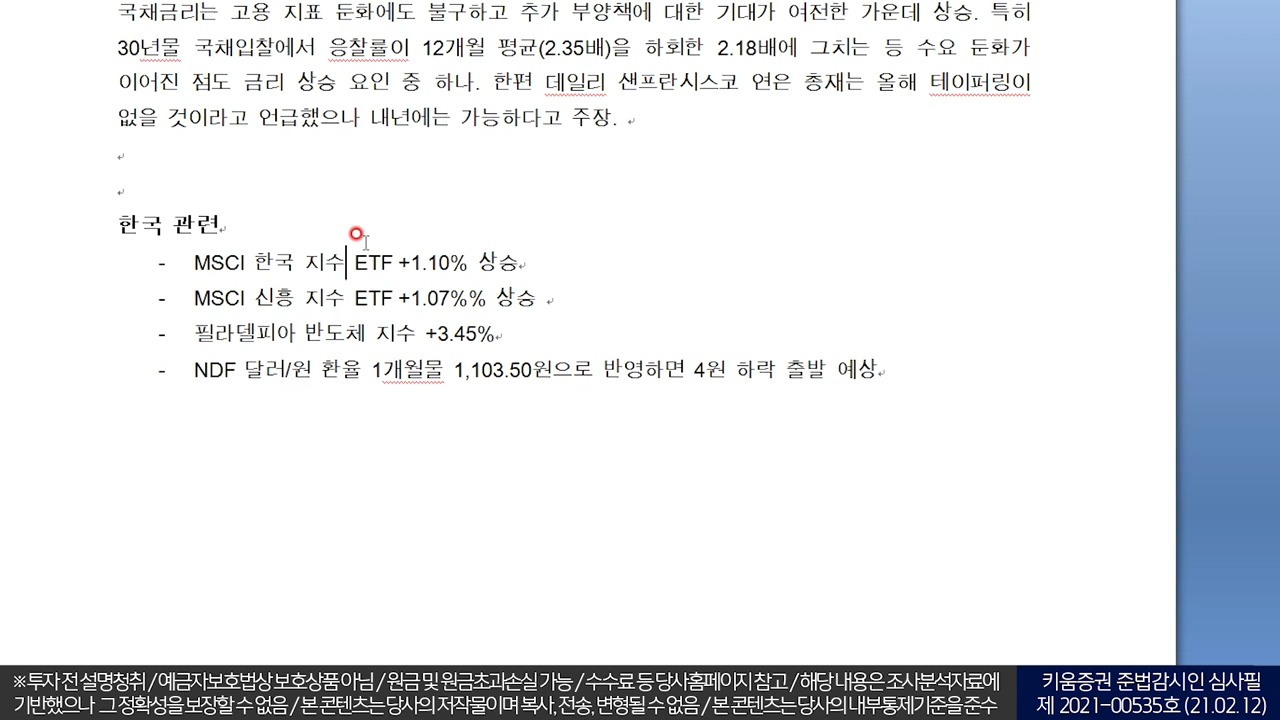 국채금리는 고용 지표 둔화에도 불구하고 추가 부양책에 대한 기대가 여전한 가운데 상승. 특히
30년물 국채입찰에서 응찰률이 12개월 평균(2.35배)을 하회한 2.18배에 그치는 등 수요 둔화가
이어진 점도 금리 상승 요인 중 하나. 한편 데일리 샌프란시스코 연은 총재는 올해 테이퍼링이
없을 것이라고 언급했으나 내년에는 가능하다고 주장.
한국 관련
- MSCI 한국 지수 ETF +1.10% 상승
- MSCI 신흥 지수 ETF +1.07%% 상승
- 필라델피아 반도체 지수 +3.45%
- NDF 달러/원 환율 1개월물 1,103.50원으로 반영하면 4원 하락 출발 예상
※ 투자 전 설명청취 / 예금자보호법상 보호상품 아님 / 원금 및 원금초과손실 가능 / 수수료 등 당사홈페이지 참고 / 해당 내용은 조사분석자료에
기반했으나 그 정확성을 보장할 수 없음 / 본 콘텐츠는 당사의 저작물이며 복사, 전송, 변형될 수 없음 / 본 콘텐츠는 당사의 내부통제기준을 준수
키움증권 준법감시인 심사필
제 2021-00535호 (21.02.12)